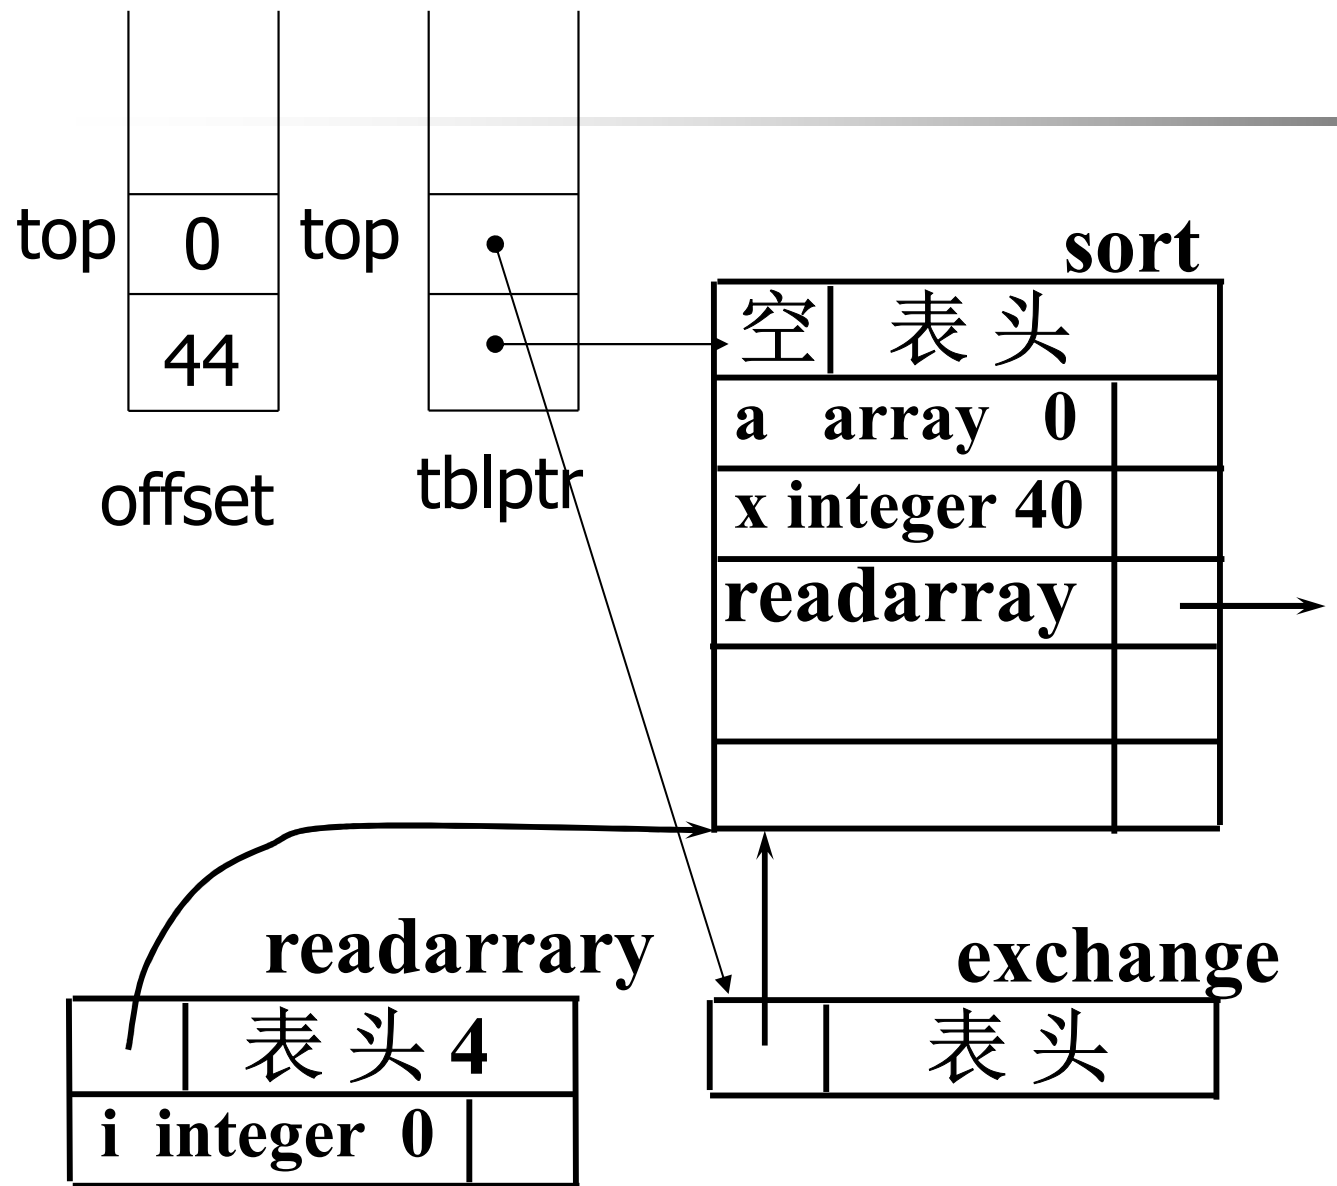 top 0 top
44
offset
tblptr
sort
空 表头
a array 0
x integer 40
readarray
readarrary
表头4
i integer 0
exchange
表头